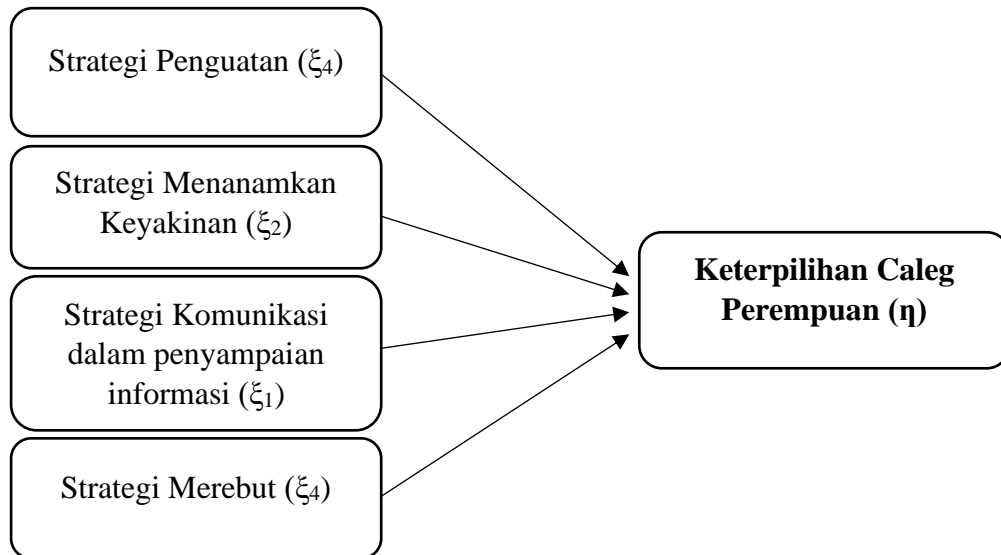 Strategi Penguatan (ξ₄)
Strategi Menanamkan
Keyakinan (ξ₂)
Strategi Komunikasi
dalam penyampaian
informasi (ξ₁)
Strategi Merebut (ξ₄)
Keterpilihan Caleg
Perempuan (η)